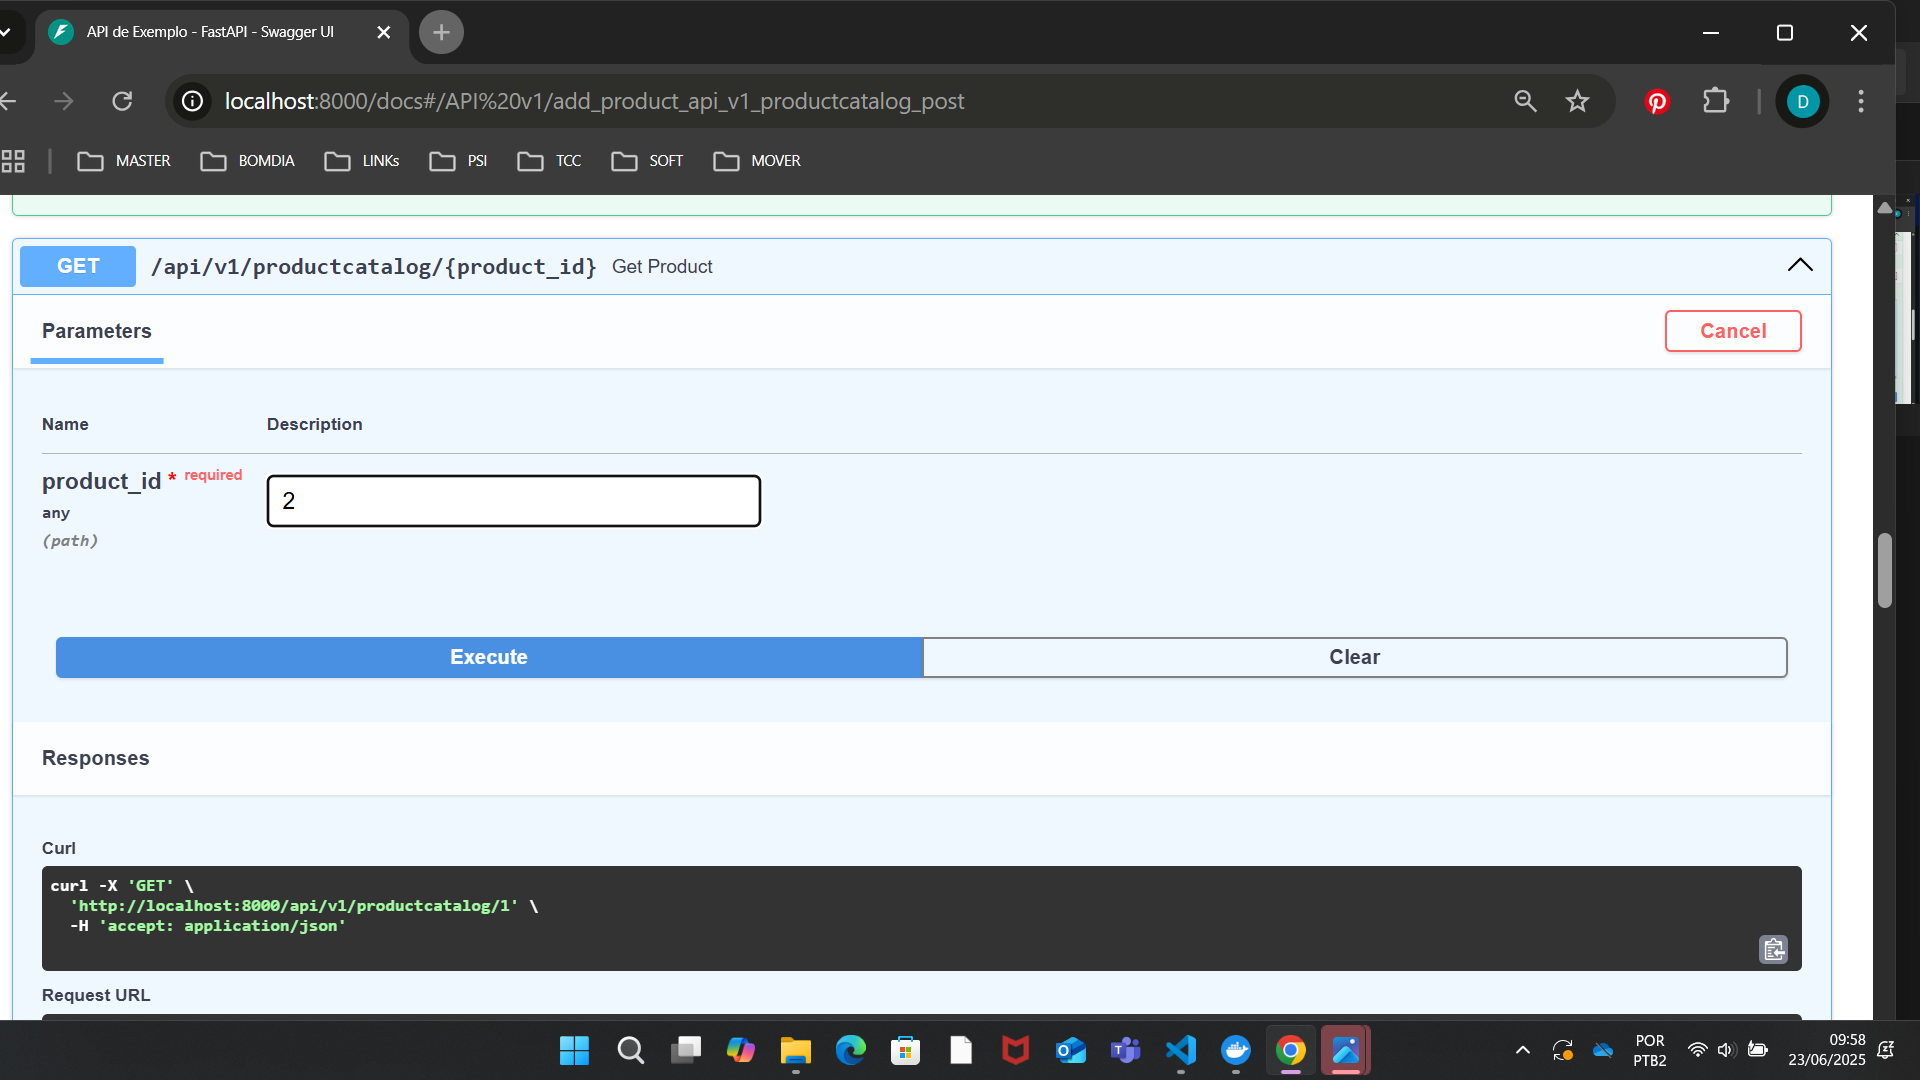 API de Exemplo - FastAPI - Swagger UI
localhost:8000/docs#/API%20v1/add_product_api_v1_productcatalog_post
D
MASTER
BOMDIA
LINKs
PSI
TCC
SOFT
MOVER
GET
/api/v1/productcatalog/{product_id}
Get Product
Parameters
Cancel
Name
Description
product_id * required
any
(path)
2
Execute
Clear
Responses
Curl
curl -X 'GET' \
'http://localhost:8000/api/v1/productcatalog/1' \
-H 'accept: application/json'
Request URL
POR
PTB2
09:58
23/06/2025